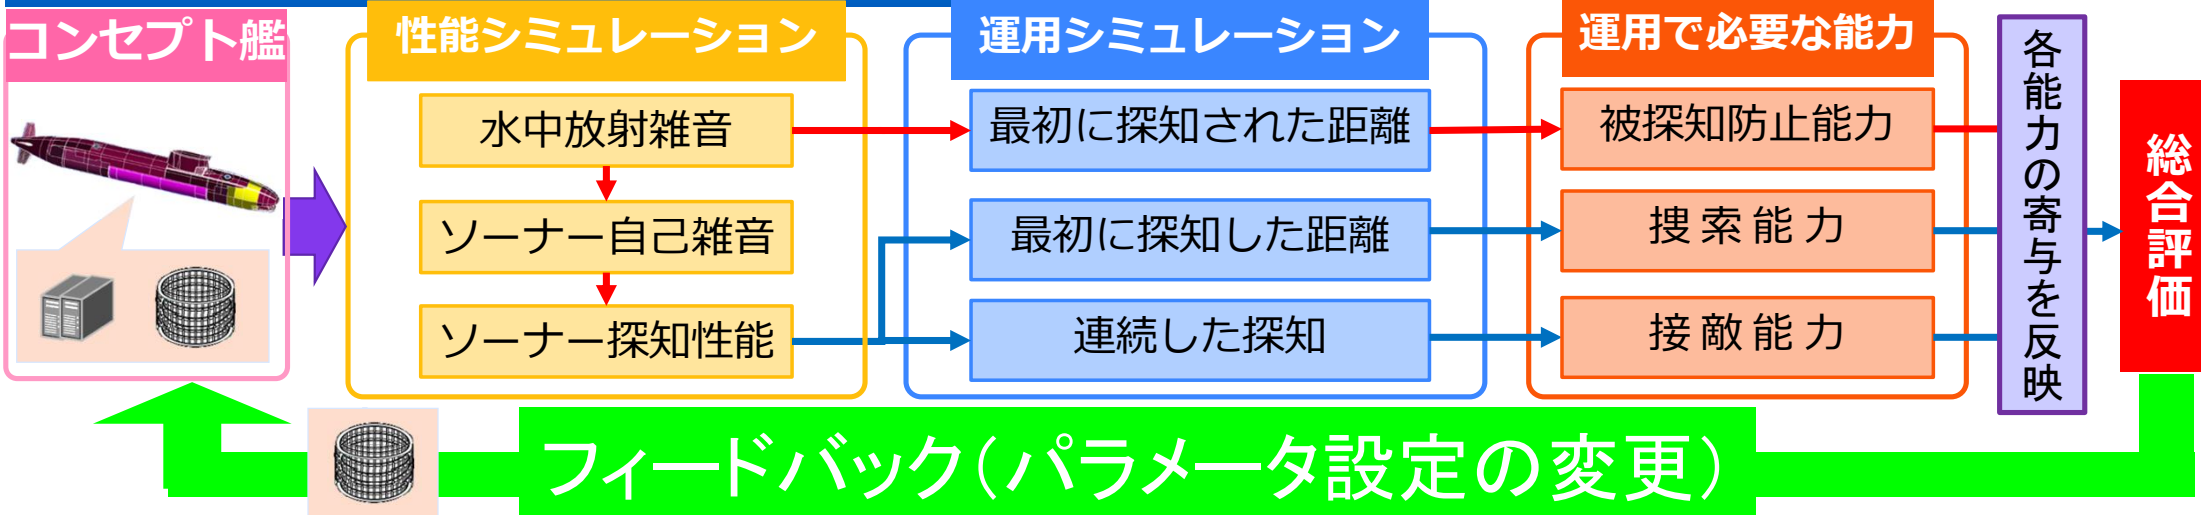 コンセプト艦
性能シミュレーション
水中放射雑音
ソーナー自己雑音
ソーナー探知性能
運用シミュレーション
最初に探知された距離
最初に探知した距離
連続した探知
運用で必要な能力
被探知防止能力
捜索能力
接敵能力
各能力の寄与を反映
総合評価
フィードバック(パラメータ設定の変更)